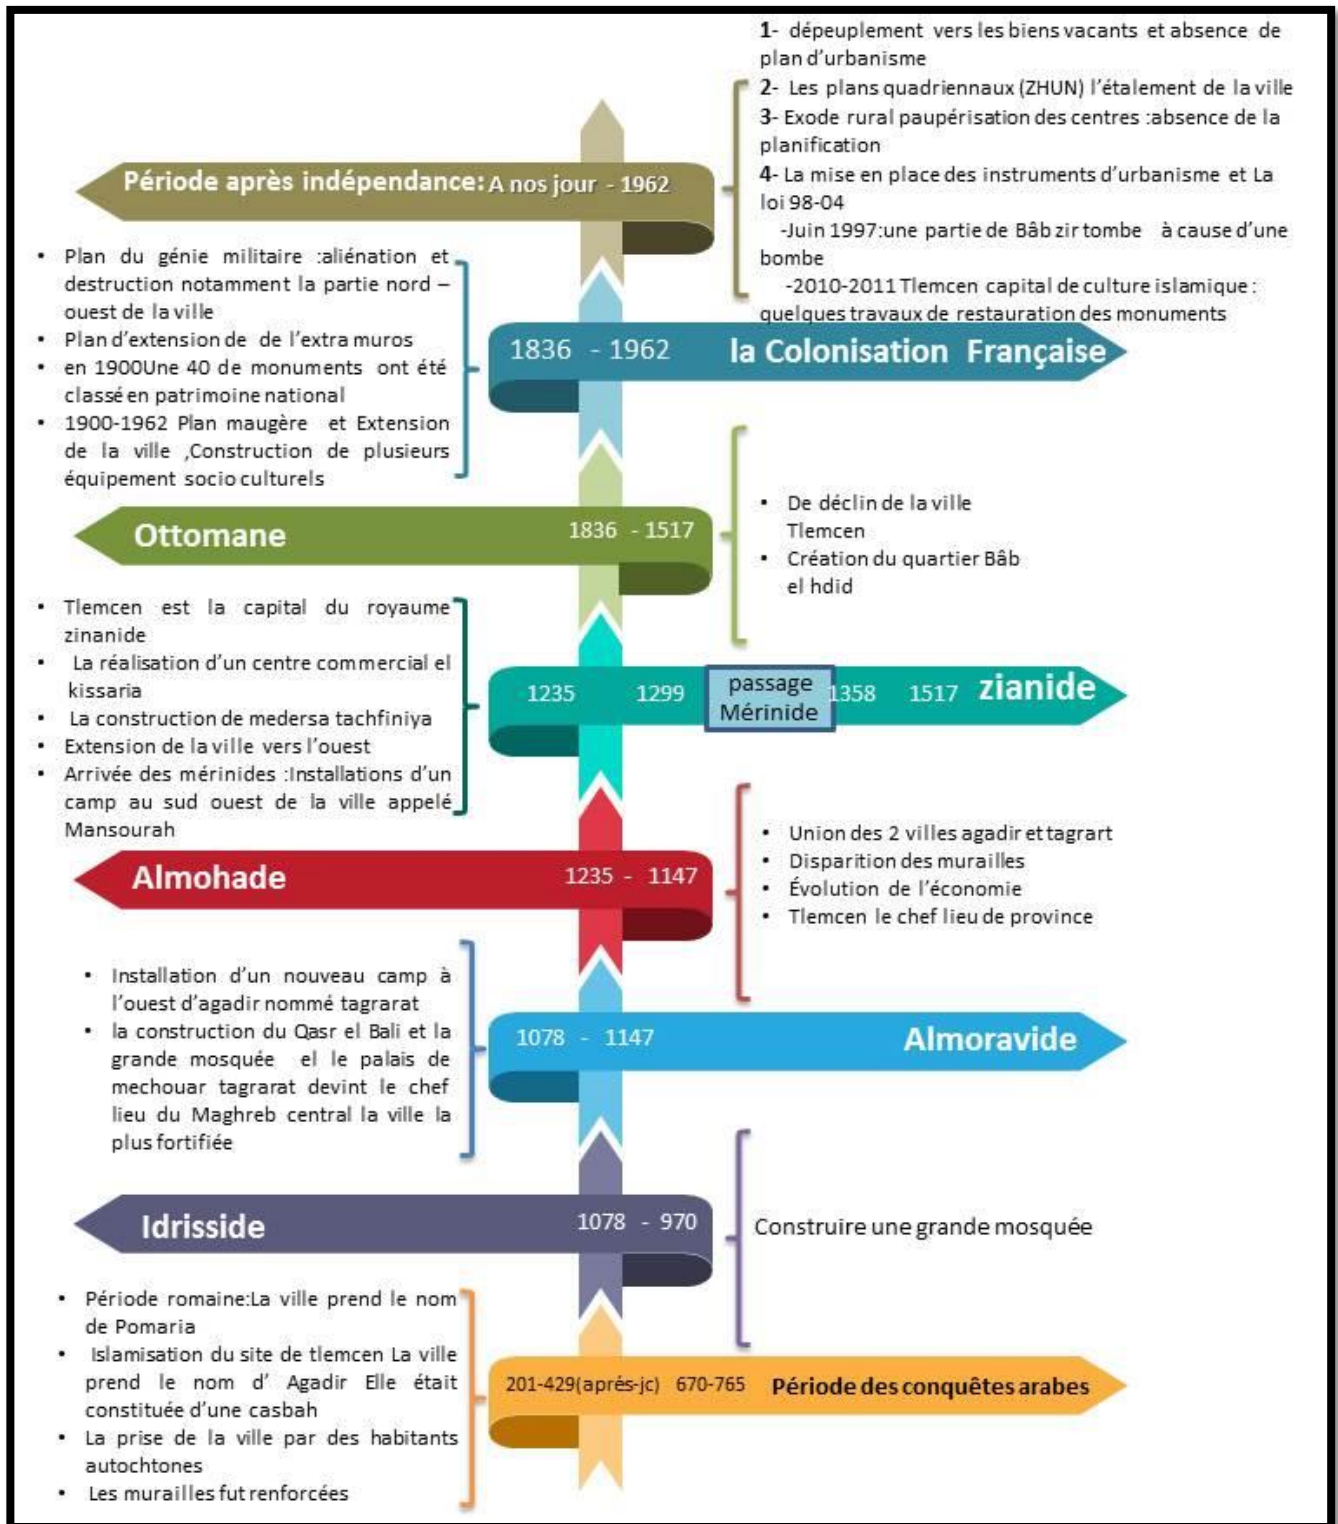 1- dépeuplement vers les biens vacants et absence de
plan d'urbanisme
2- Les plans quadriennaux (ZHUN) l'étalement de la ville
3- Exode rural paupérisation des centres :absence de la
planification
4- La mise en place des instruments d'urbanisme et La
loi 98-04
-Juin 1997:une partie de Bâb zir tombe à cause d'une
bombe
-2010-2011 Tlemcen capital de culture islamique :
quelques travaux de restauration des monuments
Période après indépendance: A nos jour - 1962
• Plan du génie militaire :aliénation et
destruction notamment la partie nord –
ouest de la ville
• Plan d'extension de de l'extra muros
• en 1900Une 40 de monuments ont été
classé en patrimoine national
• 1900-1962 Plan maugère et Extension
de la ville ,Construction de plusieurs
équipement socio culturels
1836 - 1962 la Colonisation Française
Ottomane 1836 - 1517
• De déclin de la ville
Tlemcen
• Création du quartier Bâb
el hdid
• Tlemcen est la capital du royaume
zinanide
• La réalisation d'un centre commercial el
kissaria
• La construction de medersa tachfiniya
• Extension de la ville vers l'ouest
• Arrivée des mérinides :Installations d'un
camp au sud ouest de la ville appelé
Mansourah
1235 1299 passage
Mérinide 1358 1517 zianide
Almohade 1235 - 1147
• Union des 2 villes agadir et tagrart
• Disparition des murailles
• Évolution de l'économie
• Tlemcen le chef lieu de province
• Installation d'un nouveau camp à
l'ouest d'agadir nommé tagrarat
• la construction du Qasr el Bali et la
grande mosquée el le palais de
mechouar tagrarat devint le chef
lieu du Maghreb central la ville la
plus fortifiée
1078 - 1147 Almoravide
Idrisside 1078 - 970
Construire une grande mosquée
• Période romaine:La ville prend le nom
de Pomaria
• Islamisation du site de tlemcen La ville
prend le nom d' Agadir Elle était
constituée d'une casbah
• La prise de la ville par des habitants
autochtones
• Les murailles fut renforcées
201-429(après-jc) 670-765 Période des conquêtes arabes